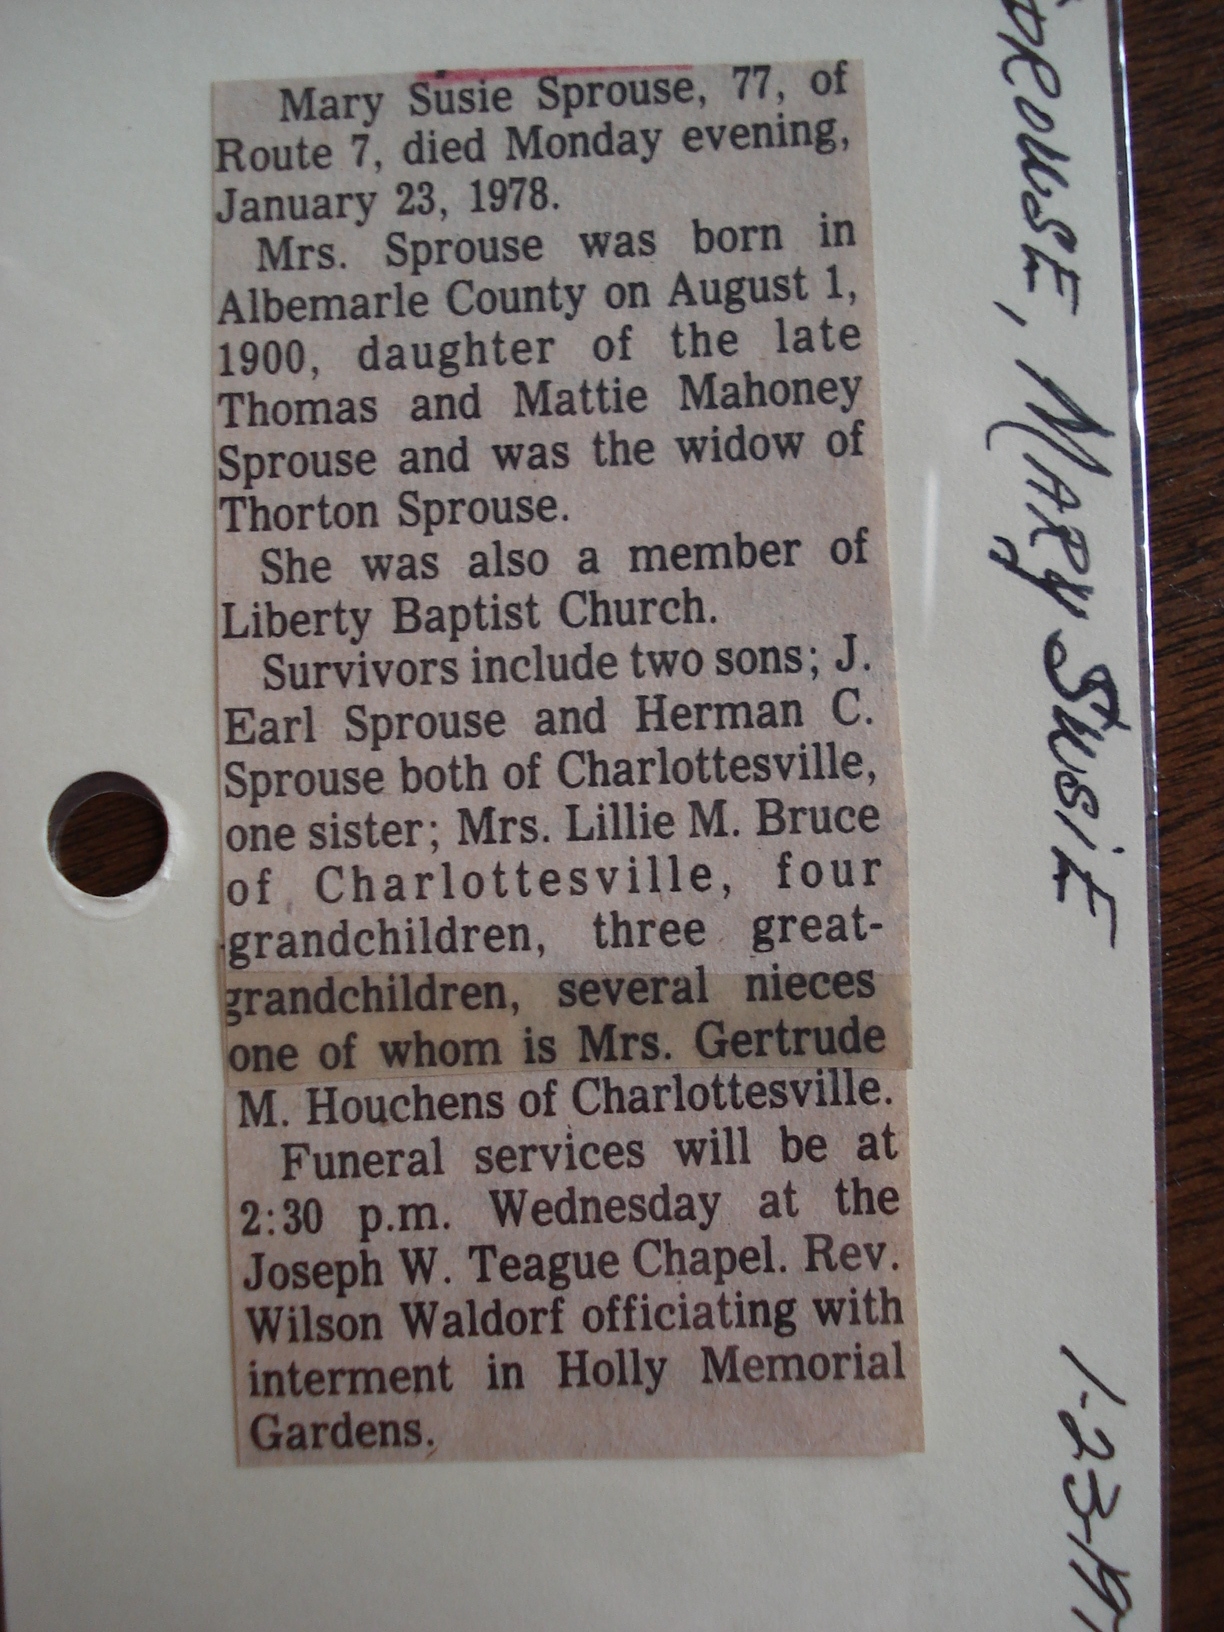 Mary Susie Sprouse, 77, of
Route 7, died Monday evening,
January 23, 1978.
Mrs. Sprouse was born in
Albemarle County on August 1,
1900, daughter of the late
Thomas and Mattie Mahoney
Sprouse and was the widow of
Thorton Sprouse.
She was also a member of
Liberty Baptist Church.
Survivors include two sons; J.
Earl Sprouse and Herman C.
Sprouse both of Charlottesville,
one sister; Mrs. Lillie M. Bruce
of Charlottesville, four
grandchildren, three great-
grandchildren, several nieces
one of whom is Mrs. Gertrude
M. Houchens of Charlottesville.
Funeral services will be at
2:30 p.m. Wednesday at the
Joseph W. Teague Chapel. Rev.
Wilson Waldorf officiating with
interment in Holly Memorial
Gardens.
SPROUSE, MARY SUSIE 1-23-19